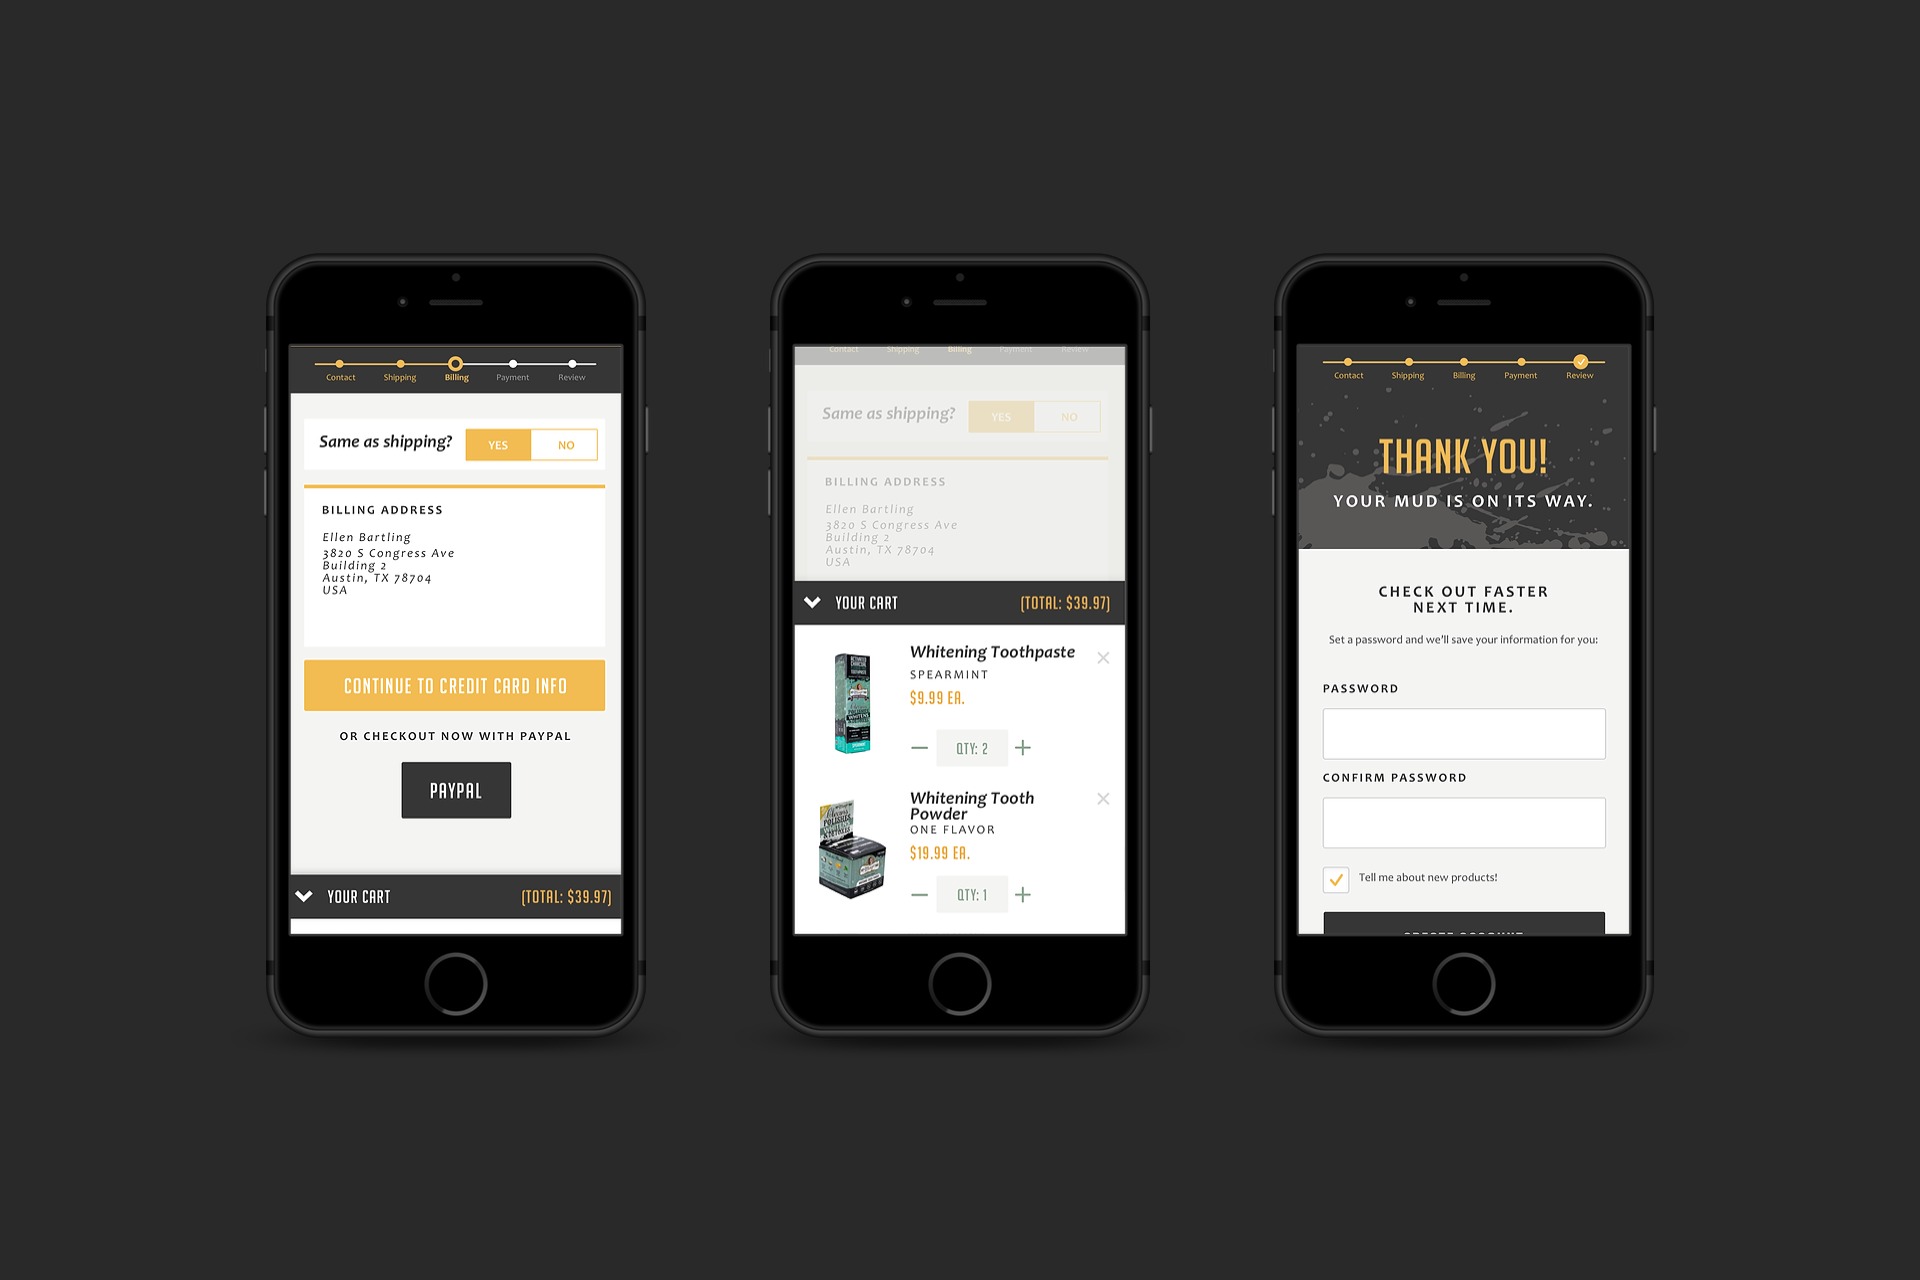 Contact Shipping Billing Payment Review
Same as shipping? YES NO
BILLING ADDRESS
Ellen Bartling
3820 S Congress Ave
Building 2
Austin, TX 78704
USA
CONTINUE TO CREDIT CARD INFO
OR CHECKOUT NOW WITH PAYPAL
PAYPAL
YOUR CART (TOTAL: $39.97)
Contact Shipping Billing Payment Review
Same as shipping? YES NO
BILLING ADDRESS
Ellen Bartling
3820 S Congress Ave
Building 2
Austin, TX 78704
USA
YOUR CART (TOTAL: $39.97)
Whitening Toothpaste
SPEARMINT
$9.99 EA.
QTY: 2
Whitening Tooth
Powder
ONE FLAVOR
$19.99 EA.
QTY: 1
Contact Shipping Billing Payment Review
THANK YOU!
YOUR MUD IS ON ITS WAY.
CHECK OUT FASTER
NEXT TIME.
Set a password and we'll save your information for you:
PASSWORD
CONFIRM PASSWORD
Tell me about new products!